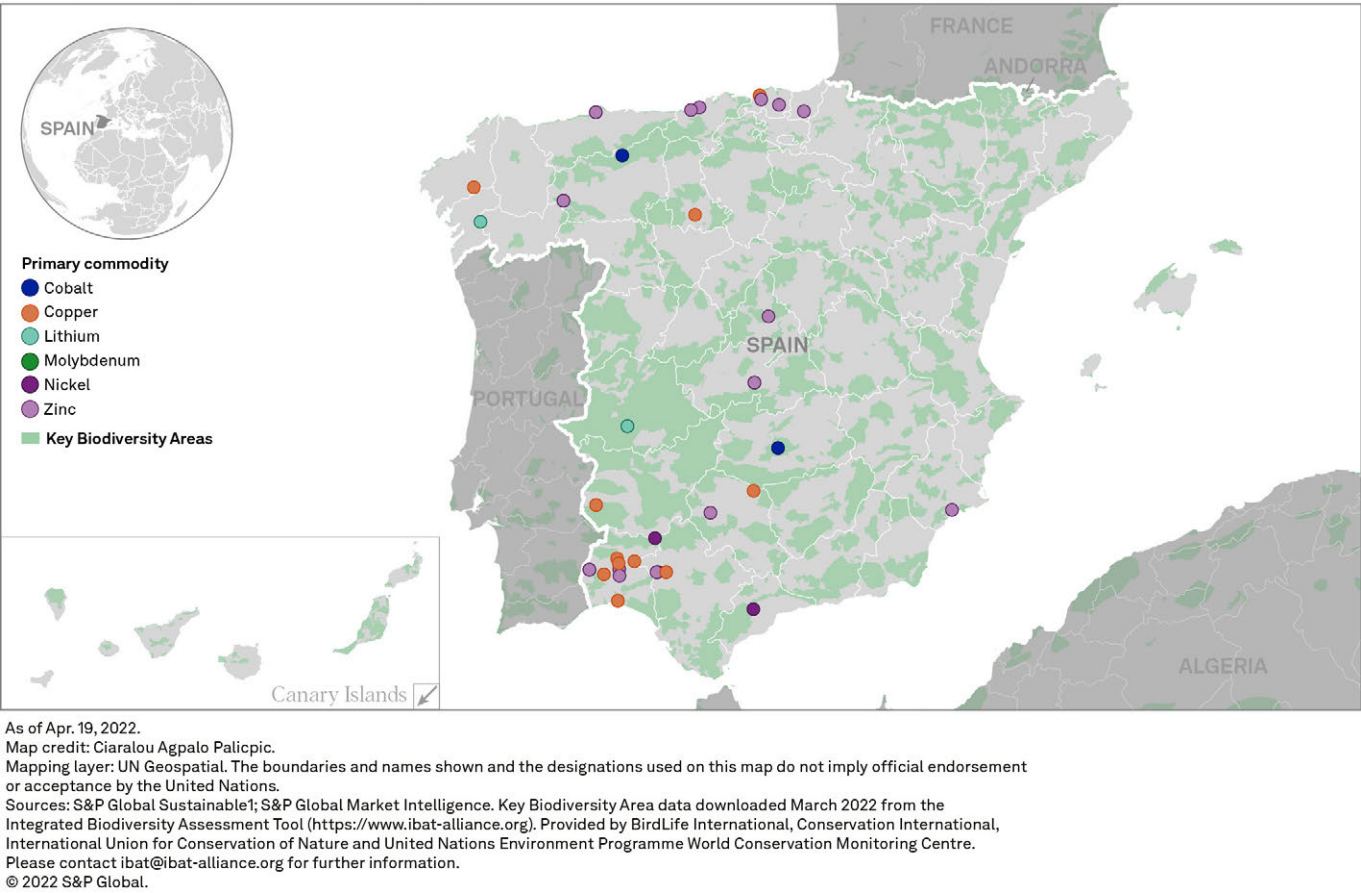 FRANCE
ANDORRA
SPAIN
Primary commodity
Cobalt
Copper
Lithium
Molybdenum
Nickel
Zinc
Key Biodiversity Areas
SPAIN
PORTUGAL
ALGERIA
Canary Islands
As of Apr. 19, 2022.
Map credit: Ciaralou Agpalo Palicpic.
Mapping layer: UN Geospatial. The boundaries and names shown and the designations used on this map do not imply official endorsement
or acceptance by the United Nations.
Sources: S&P Global Sustainable1; S&P Global Market Intelligence. Key Biodiversity Area data downloaded March 2022 from the
Integrated Biodiversity Assessment Tool (https://www.ibat-alliance.org). Provided by BirdLife International, Conservation International,
International Union for Conservation of Nature and United Nations Environment Programme World Conservation Monitoring Centre.
Please contact ibat@ibat-alliance.org for further information.
© 2022 S&P Global.